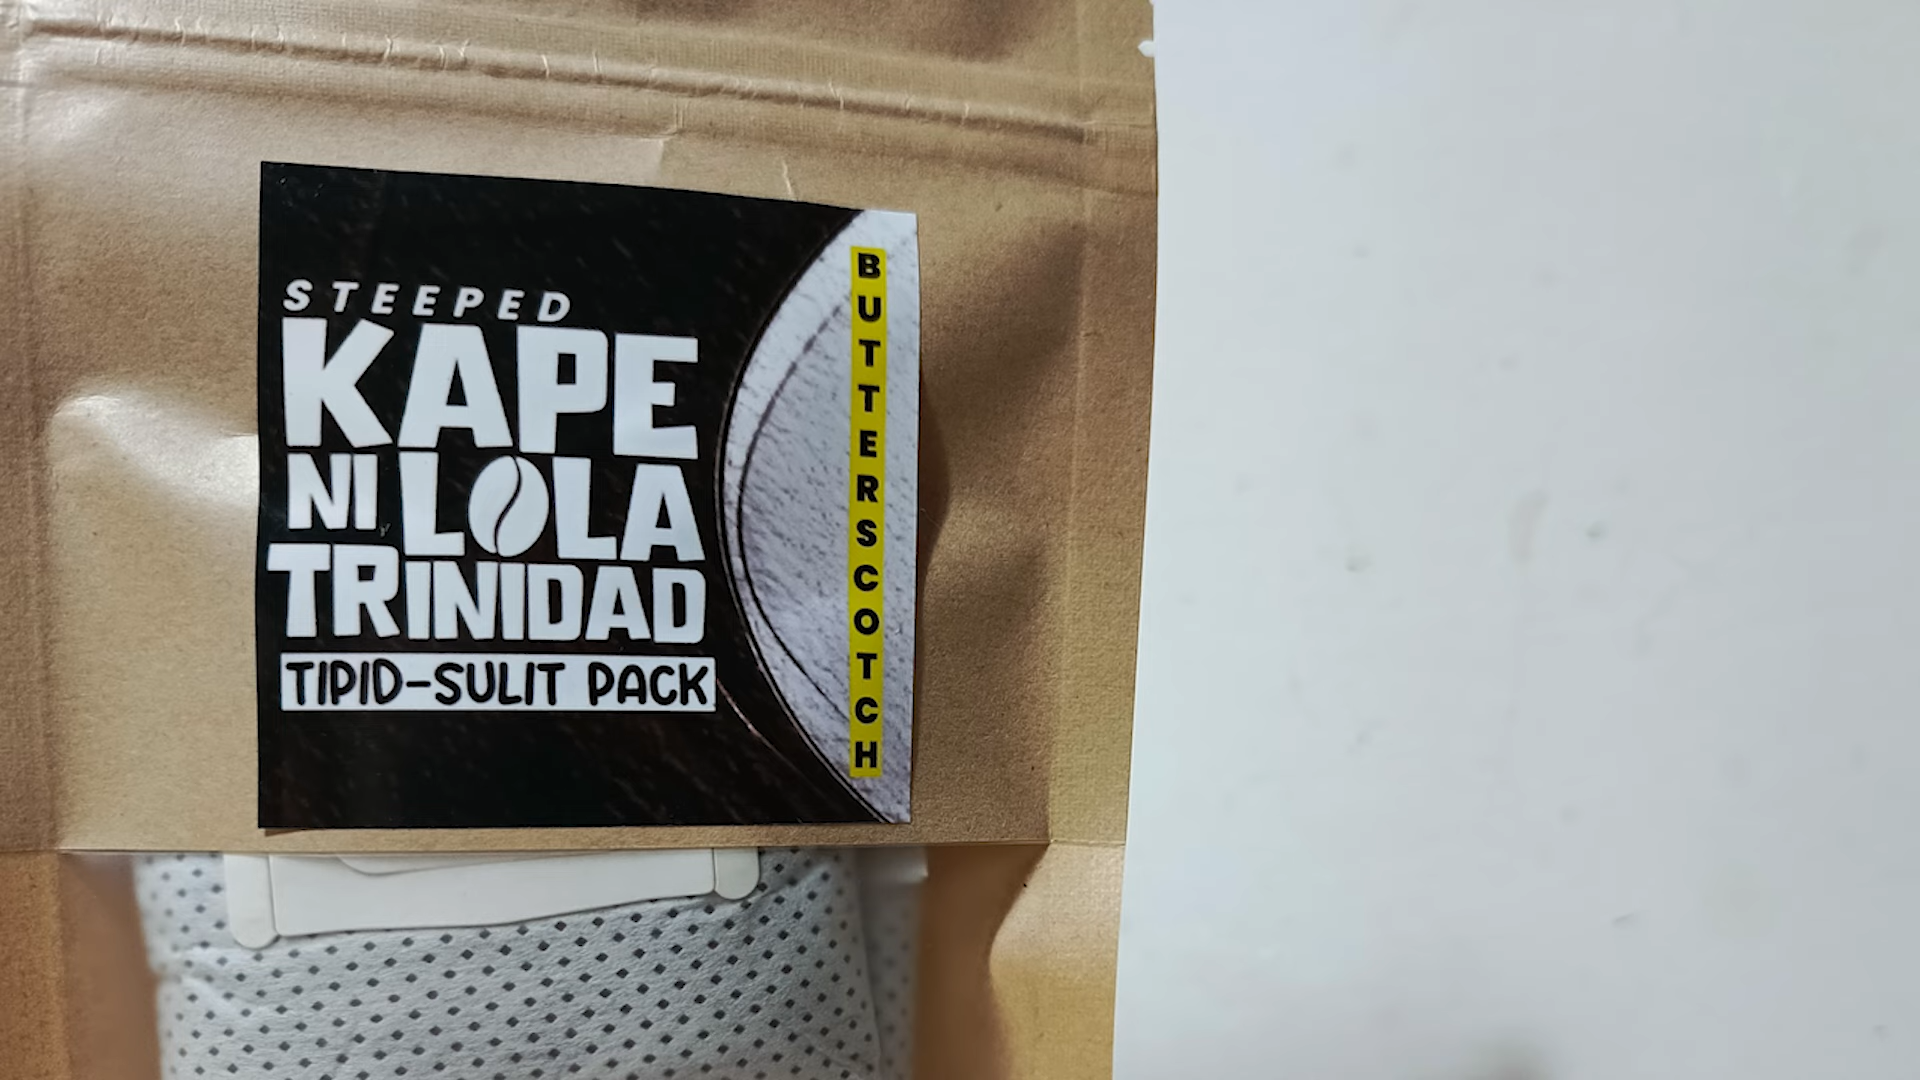 STEEPED
KAPE
NI LOLA
TRINIDAD
TIPID-SULIT PACK
BUTTERSCOTCH